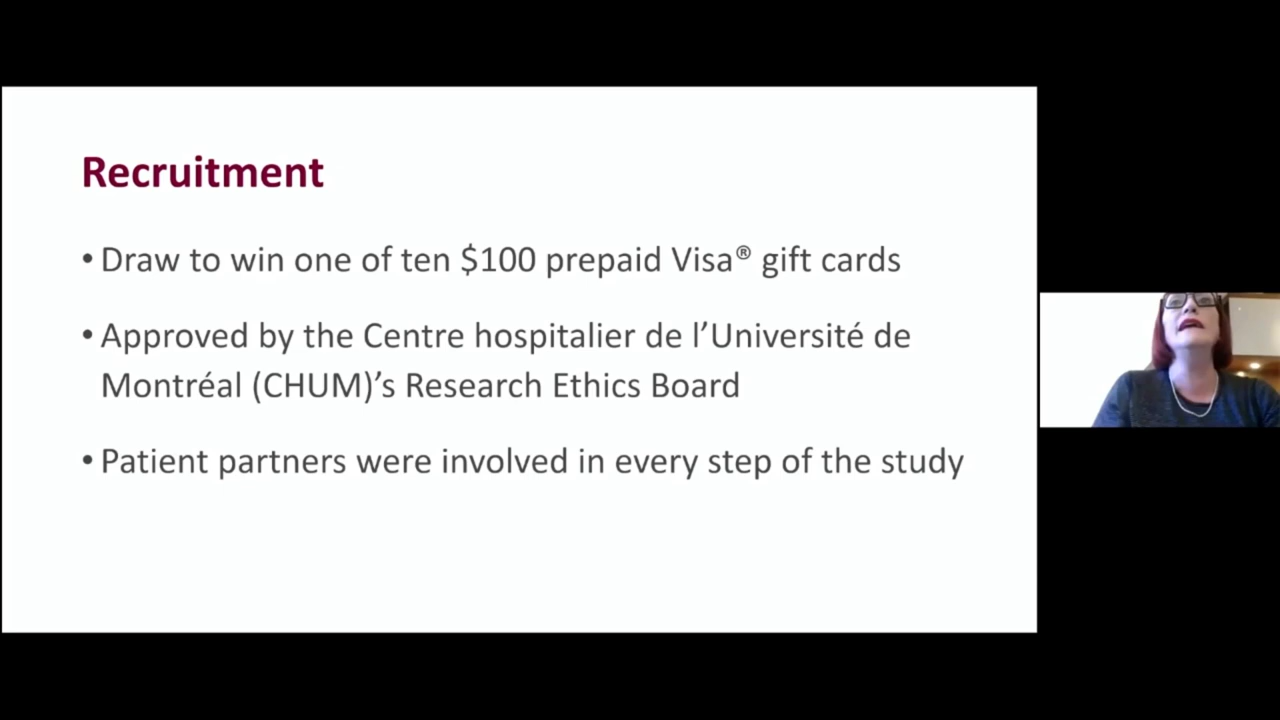 Recruitment
• Draw to win one of ten $100 prepaid Visa® gift cards
• Approved by the Centre hospitalier de l’Université de
Montréal (CHUM)’s Research Ethics Board
• Patient partners were involved in every step of the study